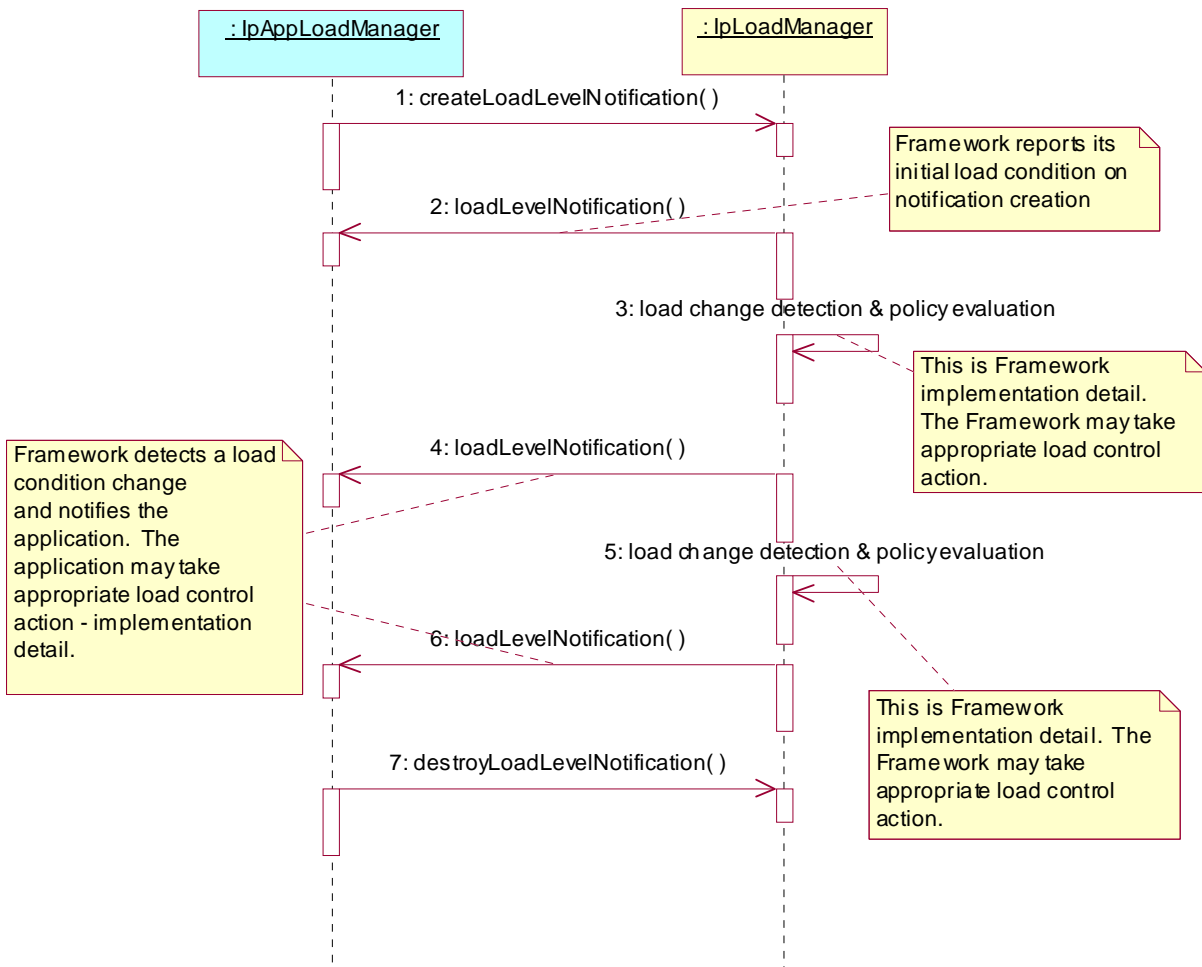 : IpAppLoadManager
: IpLoadManager
1: createLoadLevelNotification( )
Framework reports its
initial load condition on
notification creation
2: loadLevelNotification( )
3: load change detection & policy evaluation
This is Framework
implementation detail.
The Framework may take
appropriate load control
action.
4: loadLevelNotification( )
Framework detects a load
condition change
and notifies the
application. The
application may take
appropriate load control
action - implementation
detail.
5: load change detection & policy evaluation
6: loadLevelNotification( )
This is Framework
implementation detail. The
Framework may take
appropriate load control
action.
7: destroyLoadLevelNotification( )